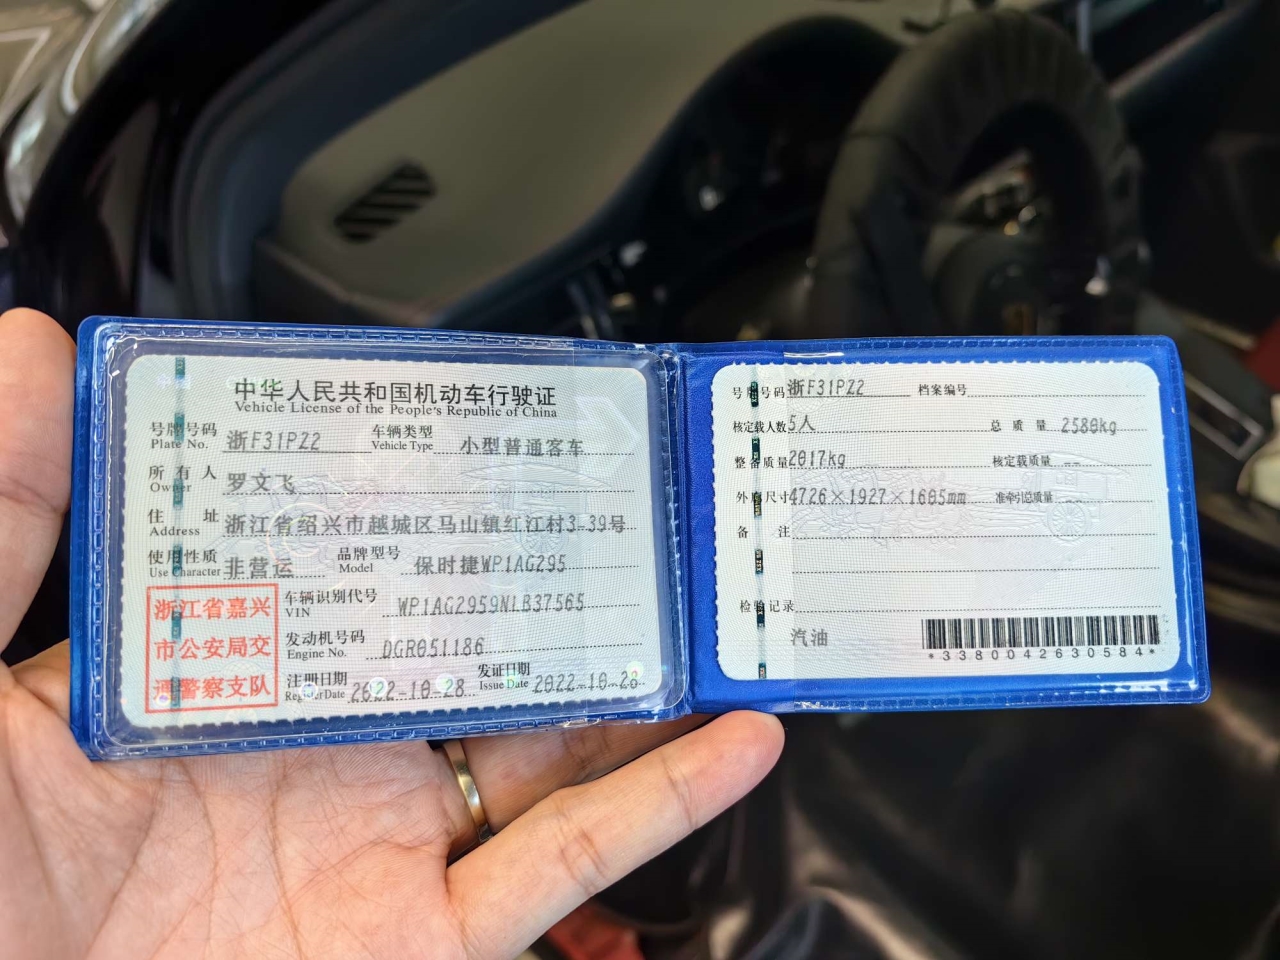 中华人民共和国机动车行驶证
Vehicle License of the People's Republic of China
号牌号码 Plate No. 浙F31PZ2 车辆类型 Vehicle Type 小型普通客车
所有人 Owner 罗文飞
住址 Address 浙江省绍兴市越城区马山镇红江村3-39号
使用性质 Use Character 非营运 品牌型号 Model 保时捷WP1AG295
浙江省嘉兴
市公安局交
通警察支队
车辆识别代号 VIN WP1AG2959NLB37565
发动机号码 Engine No. DGR051186
注册日期 Register Date 2022-10-28 发证日期 Issue Date 2022-10-28
号牌号码 浙F31PZ2 档案编号
核定载人数 5人 总质量 2580kg
整备质量 2017kg 核定载质量 --
外廓尺寸 4726×1927×1605mm 准牵引总质量 --
备注
检验记录
汽油
*3380042630584*